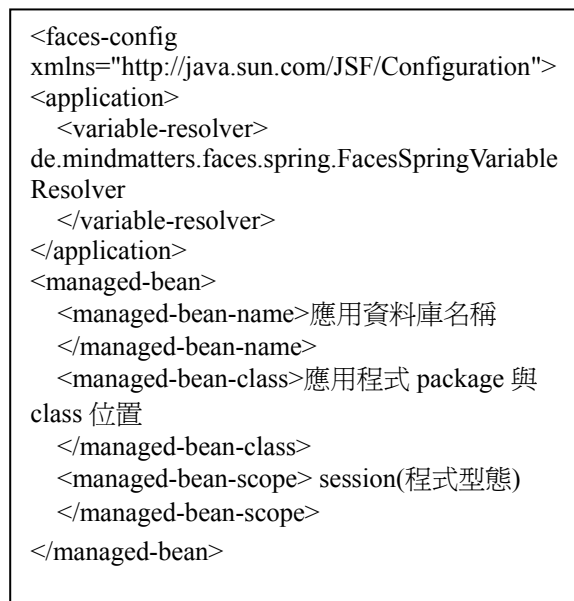 <faces-config
xmlns="http://java.sun.com/JSF/Configuration">
<application>
<variable-resolver>
de.mindmatters.faces.spring.FacesSpringVariable
Resolver
</variable-resolver>
</application>
<managed-bean>
<managed-bean-name>應用資料庫名稱
</managed-bean-name>
<managed-bean-class>應用程式 package 與
class 位置
</managed-bean-class>
<managed-bean-scope> session(程式型態)
</managed-bean-scope>
</managed-bean>